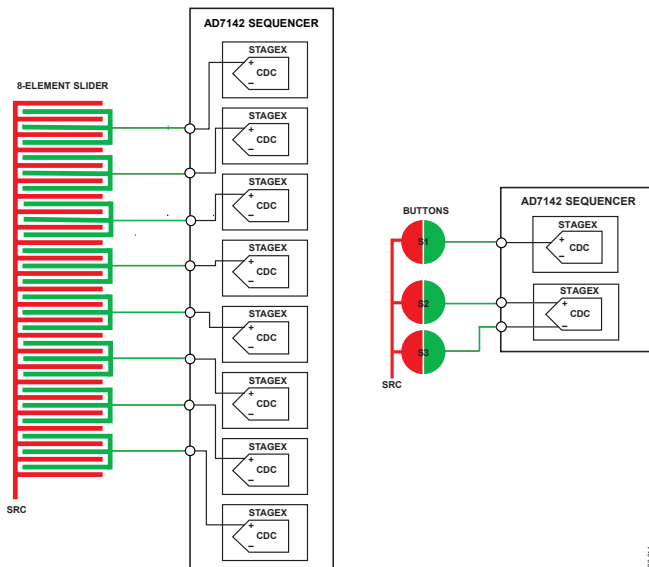 AD7142 SEQUENCER
8-ELEMENT SLIDER
STAGEX
+
CDC
−
STAGEX
+
CDC
−
STAGEX
+
CDC
−
STAGEX
+
CDC
−
STAGEX
+
CDC
−
STAGEX
+
CDC
−
STAGEX
+
CDC
−
STAGEX
+
CDC
−
SRC
BUTTONS
S1
S2
S3
SRC
AD7142 SEQUENCER
STAGEX
+
CDC
−
STAGEX
+
CDC
−